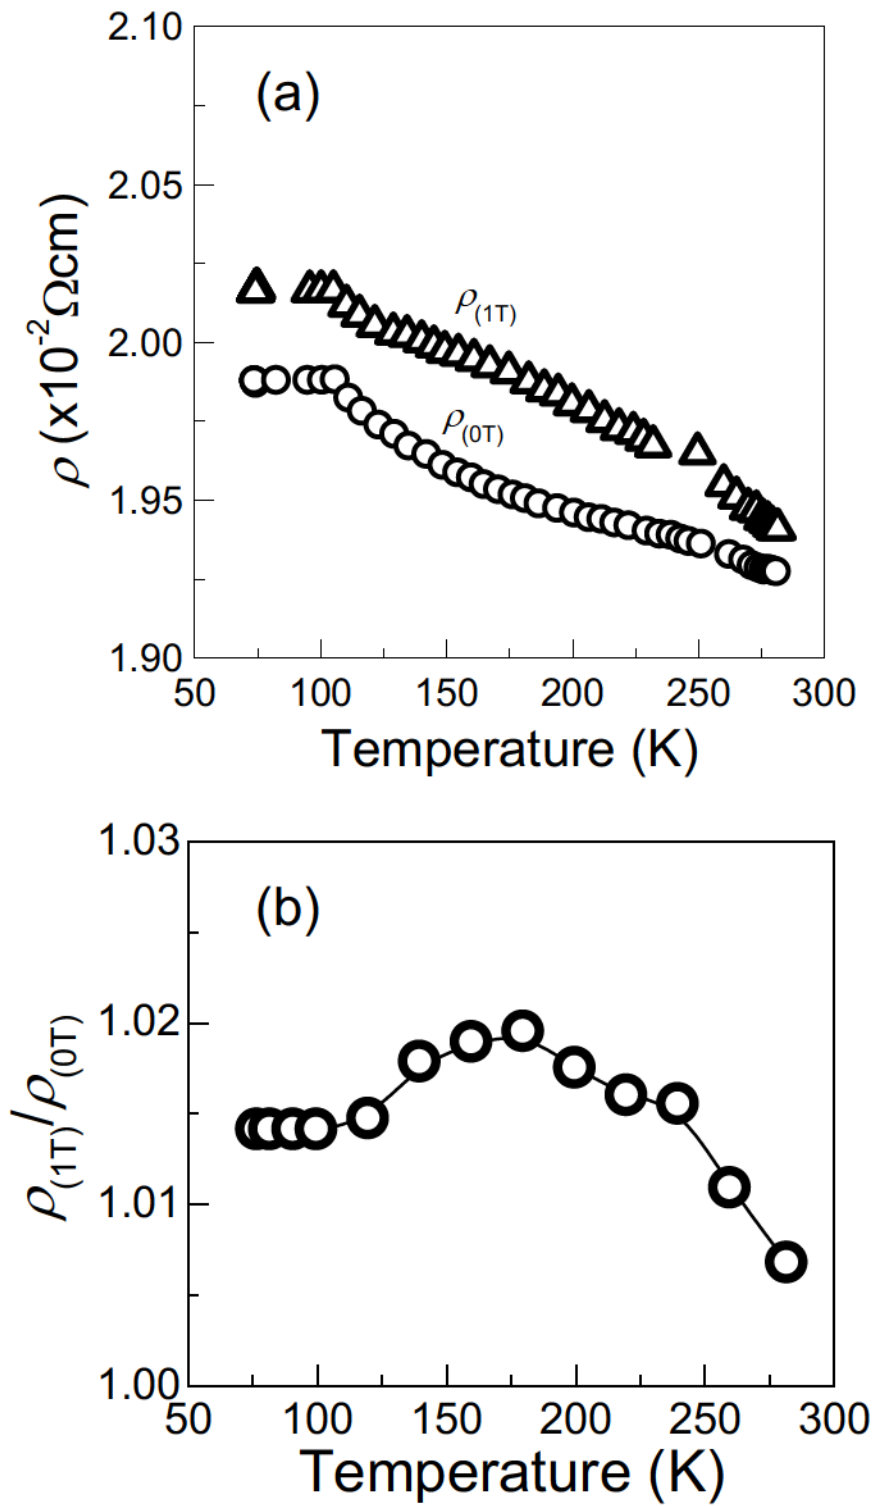 2.10
(a)
2.05
ρ (x10⁻²Ωcm)
ρ(1T)
2.00
ρ(0T)
1.95
1.90
50 100 150 200 250 300
Temperature (K)
1.03
(b)
1.02
ρ(1T)/ρ(0T)
1.01
1.00
50 100 150 200 250 300
Temperature (K)